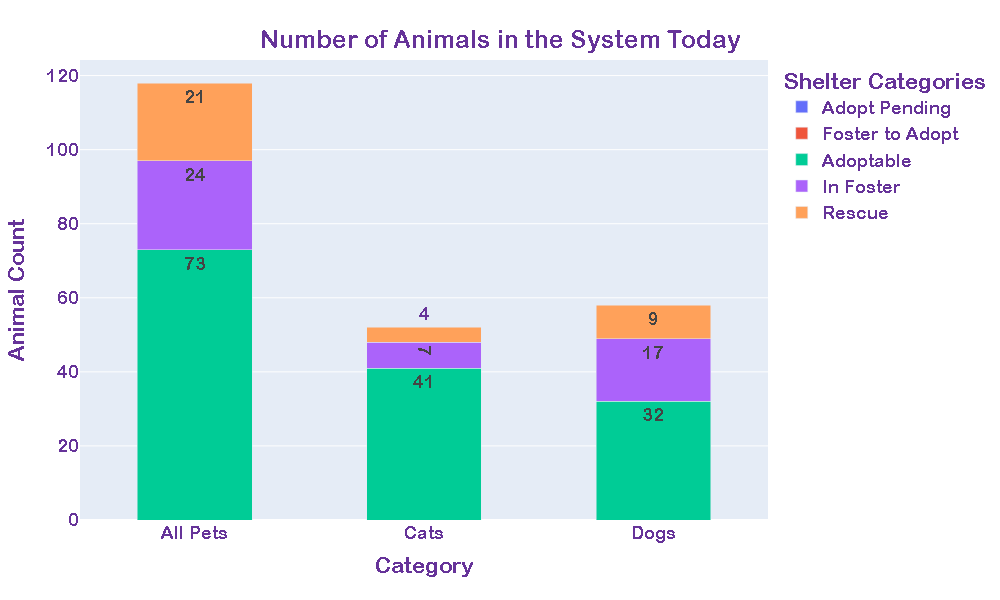 Number of Animals in the System Today
Shelter Categories
Adopt Pending
Foster to Adopt
Adoptable
In Foster
Rescue
Animal Count
120
100
80
60
40
20
0
21
24
73
4
7
41
9
17
32
All Pets
Cats
Dogs
Category